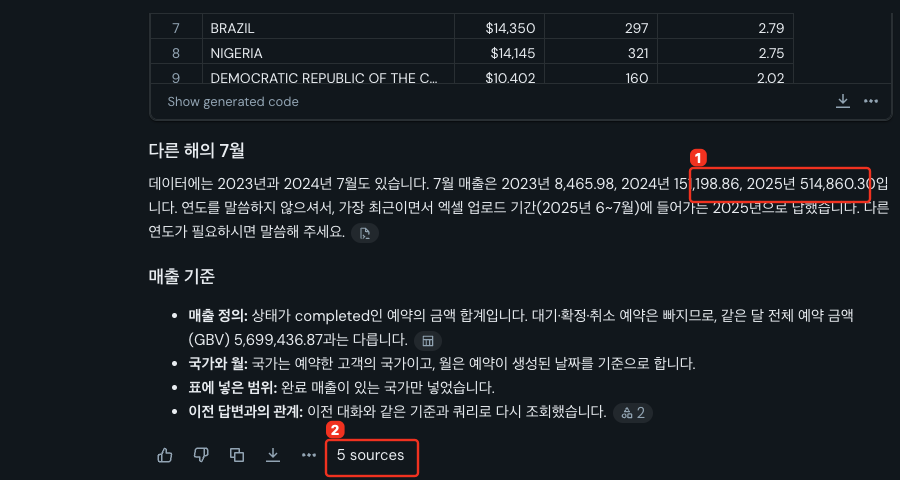 7 BRAZIL $14,350 297 2.79
8 NIGERIA $14,145 321 2.75
9 DEMOCRATIC REPUBLIC OF THE C... $10,402 160 2.02
Show generated code
다른 해의 7월
1
데이터에는 2023년과 2024년 7월도 있습니다. 7월 매출은 2023년 8,465.98, 2024년 151,198.86, 2025년 514,860.30입
니다. 연도를 말씀하지 않으셔서, 가장 최근이면서 엑셀 업로드 기간(2025년 6~7월)에 들어가는 2025년으로 답했습니다. 다른
연도가 필요하시면 말씀해 주세요.
매출 기준
• 매출 정의: 상태가 completed인 예약의 금액 합계입니다. 대기·확정·취소 예약은 빠지므로, 같은 달 전체 예약 금액
(GBV) 5,699,436.87과는 다릅니다.
• 국가와 월: 국가는 예약한 고객의 국가이고, 월은 예약이 생성된 날짜를 기준으로 합니다.
• 표에 넣은 범위: 완료 매출이 있는 국가만 넣었습니다.
• 이전 답변과의 관계: 이전 대화와 같은 기준과 쿼리로 다시 조회했습니다. 2
2
5 sources